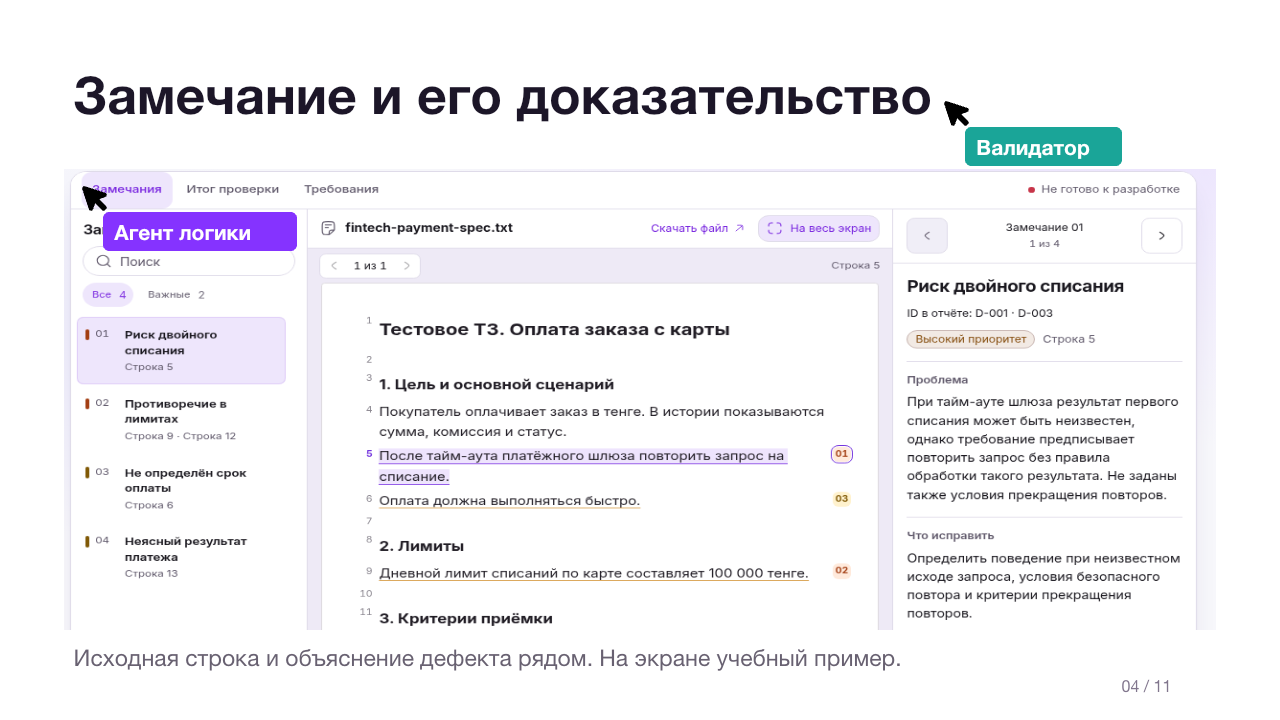 Замечание и его доказательство
Валидатор
Замечания
Итог проверки
Требования
Не готово к разработке
Агент логики
Поиск
Все 4
Важные 2
01
Риск двойного
списания
Строка 5
02
Противоречие в
лимитах
Строка 9 · Строка 12
03
Не определён срок
оплаты
Строка 6
04
Неясный результат
платежа
Строка 13
fintech-payment-spec.txt
Скачать файл
На весь экран
1 из 1
Строка 5
1 Тестовое ТЗ. Оплата заказа с карты
2
3 1. Цель и основной сценарий
4 Покупатель оплачивает заказ в тенге. В истории показываются
сумма, комиссия и статус.
5 После тайм-аута платёжного шлюза повторить запрос на 01
списание.
6 Оплата должна выполняться быстро. 03
7
8 2. Лимиты
9 Дневной лимит списаний по карте составляет 100 000 тенге. 02
10
11 3. Критерии приёмки
Замечание 01
1 из 4
Риск двойного списания
ID в отчёте: D-001 · D-003
Высокий приоритет Строка 5
Проблема
При тайм-ауте шлюза результат первого
списания может быть неизвестен,
однако требование предписывает
повторить запрос без правила
обработки такого результата. Не заданы
также условия прекращения повторов.
Что исправить
Определить поведение при неизвестном
исходе запроса, условия безопасного
повтора и критерии прекращения
повторов.
Исходная строка и объяснение дефекта рядом. На экране учебный пример.
04 / 11